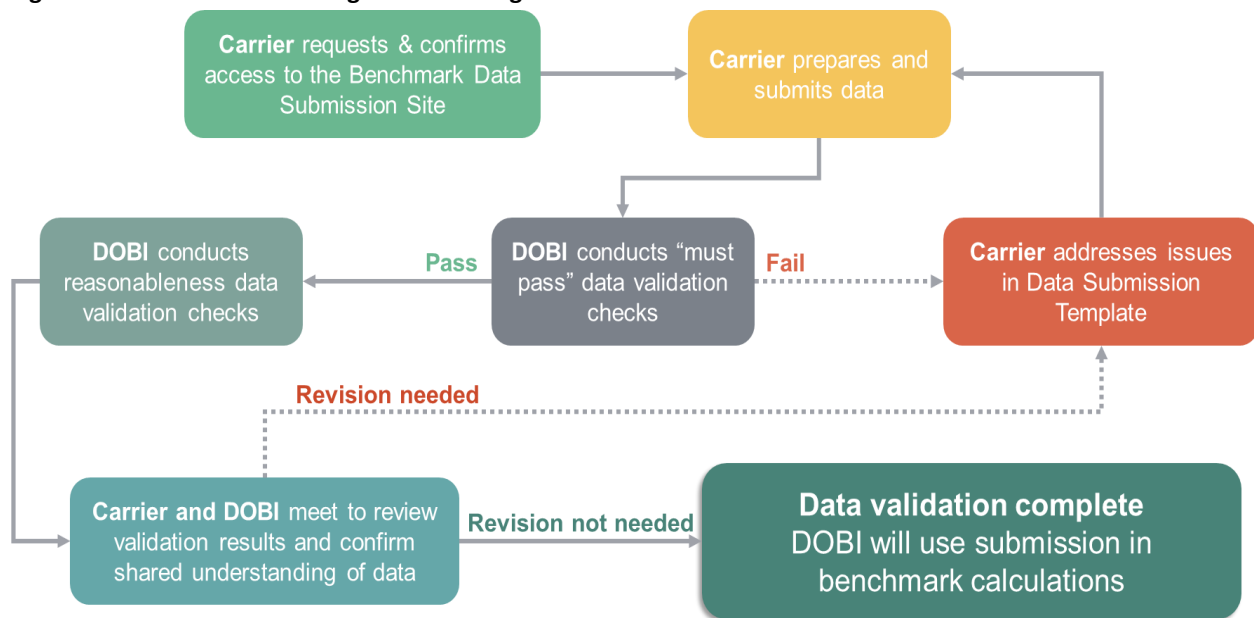 Carrier requests & confirms
access to the Benchmark Data
Submission Site
Carrier prepares and
submits data
DOBI conducts
reasonableness data
validation checks
Pass
DOBI conducts “must
pass” data validation
checks
Fail
Carrier addresses issues
in Data Submission
Template
Revision needed
Carrier and DOBI meet to review
validation results and confirm
shared understanding of data
Revision not needed
Data validation complete
DOBI will use submission in
benchmark calculations